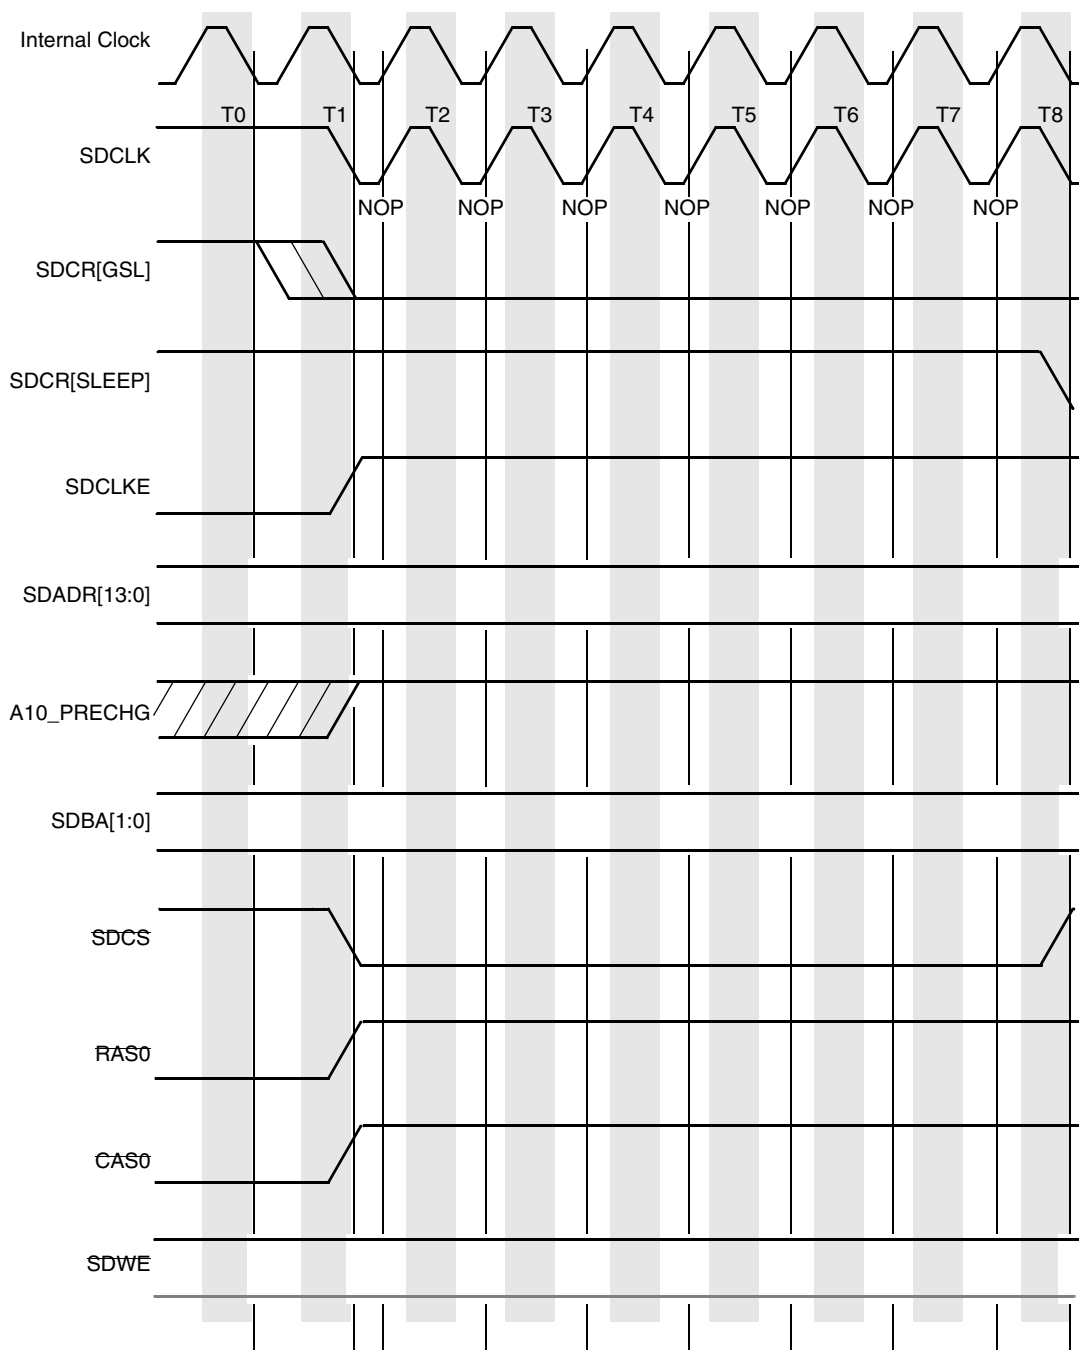 Internal Clock
T0 T1 T2 T3 T4 T5 T6 T7 T8
SDCLK
NOP NOP NOP NOP NOP NOP NOP
SDCR[GSL]
SDCR[SLEEP]
SDCLKE
SDADR[13:0]
A10_PRECHG
SDBA[1:0]
SDCS
RAS0
CAS0
SDWE